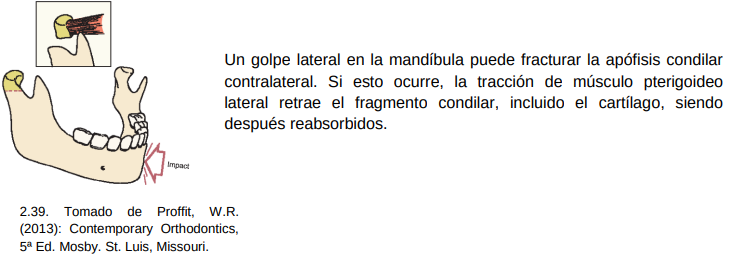 Un golpe lateral en la mandíbula puede fracturar la apófisis condilar
contralateral. Si esto ocurre, la tracción de músculo pterigoideo
lateral retrae el fragmento condilar, incluido el cartílago, siendo
después reabsorbidos.
Impact
2.39. Tomado de Proffit, W.R.
(2013): Contemporary Orthodontics,
5ª Ed. Mosby. St. Luis, Missouri.